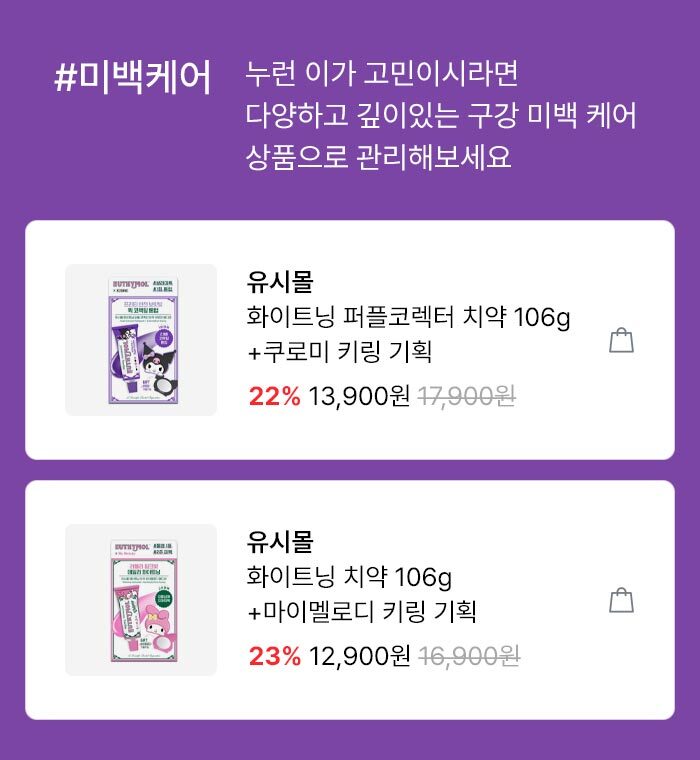 #미백케어
누런 이가 고민이시라면
다양하고 깊이있는 구강 미백 케어
상품으로 관리해보세요
EUTHYMOL
유시몰
화이트닝 퍼플코렉터 치약 106g
+쿠로미 키링 기획
22% 13,900원 17,900원
EUTHYMOL
유시몰
화이트닝 치약 106g
+마이멜로디 키링 기획
23% 12,900원 16,900원